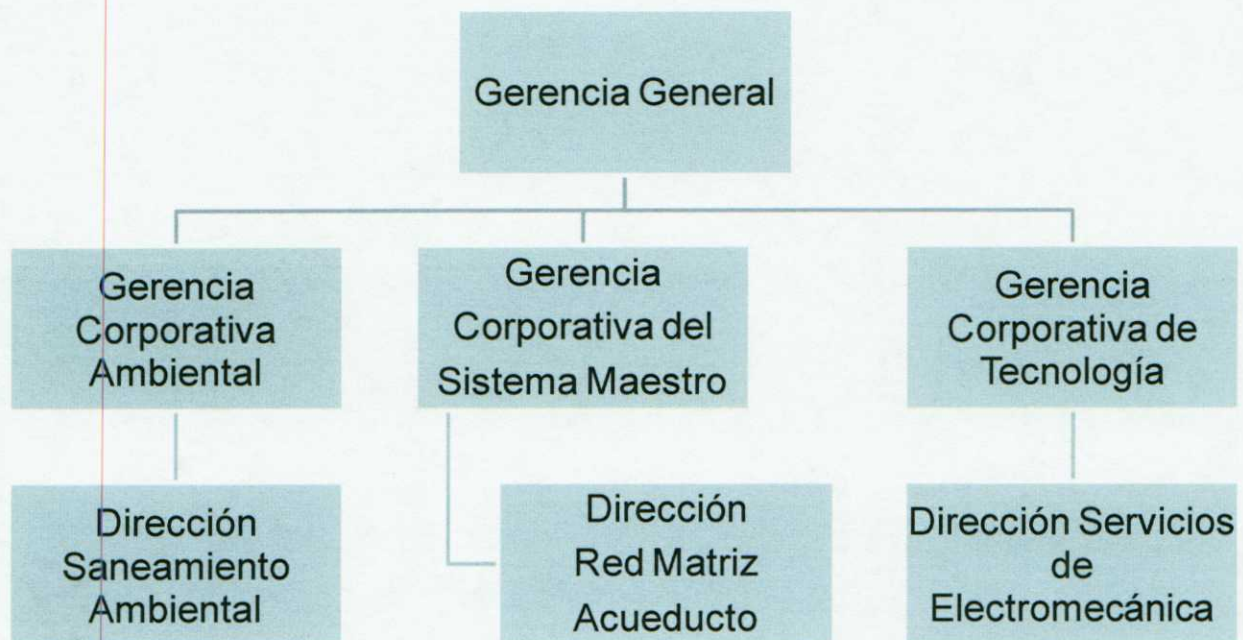 Gerencia General
Gerencia
Corporativa
Ambiental
Gerencia
Corporativa del
Sistema Maestro
Gerencia
Corporativa de
Tecnología
Dirección
Saneamiento
Ambiental
Dirección
Red Matriz
Acueducto
Dirección Servicios
de
Electromecánica